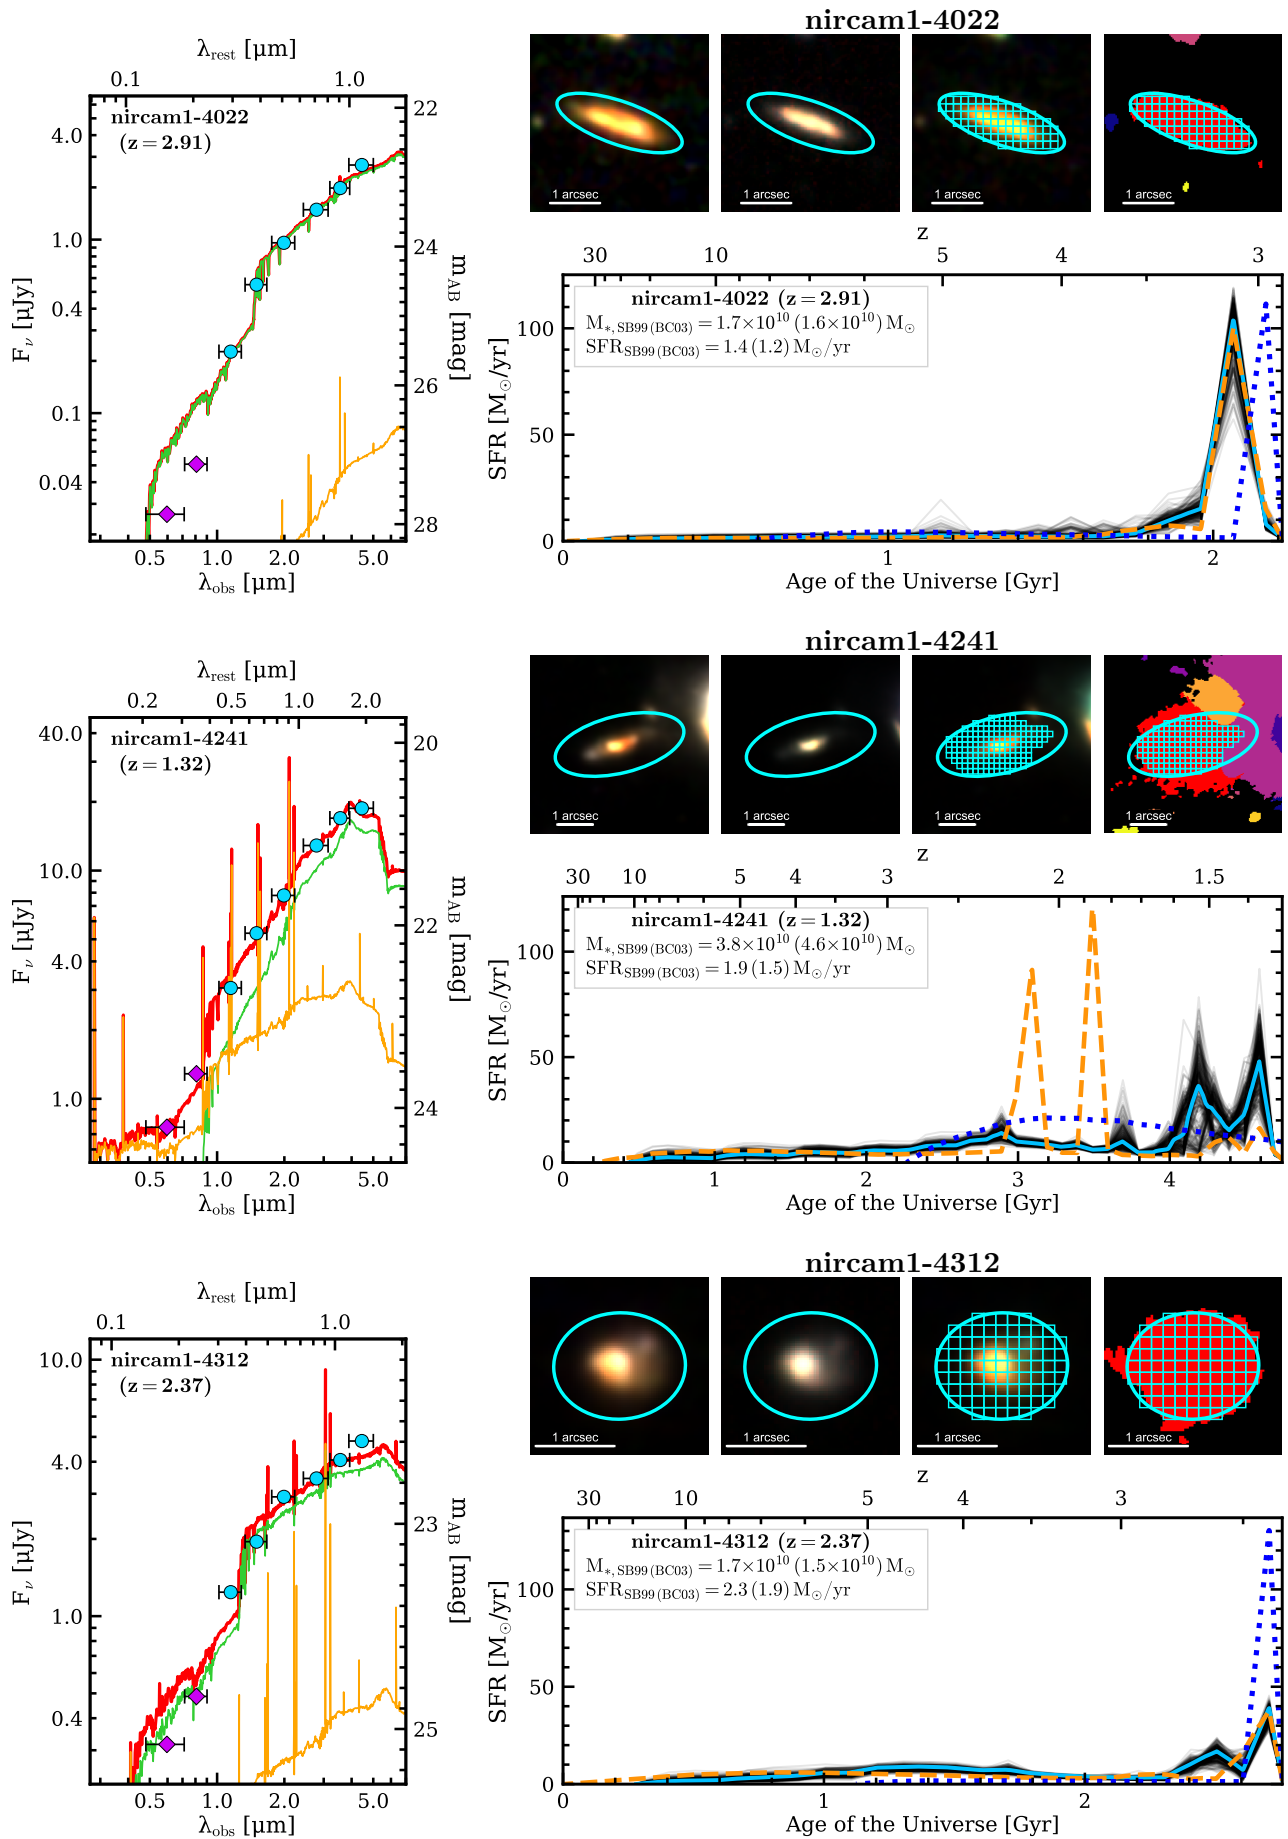 nircam1-4022
λrest [µm]
0.1 1.0
nircam1-4022
(z = 2.91)
4.0
1.0
0.4
0.1
0.04
Fν [µJy]
22
24
26
28
mAB [mag]
0.5 1.0 2.0 5.0
λobs [µm]
1 arcsec
1 arcsec
1 arcsec
1 arcsec
z
30 10 5 4 3
nircam1-4022 (z = 2.91)
M*,SB99(BC03) = 1.7×10^10 (1.6×10^10) M⊙
SFRSB99(BC03) = 1.4 (1.2) M⊙/yr
SFR [M⊙/yr]
100
50
0
0 1 2
Age of the Universe [Gyr]
nircam1-4241
λrest [µm]
0.2 0.5 1.0 2.0
nircam1-4241
(z = 1.32)
40.0
10.0
4.0
1.0
Fν [µJy]
20
22
24
mAB [mag]
0.5 1.0 2.0 5.0
λobs [µm]
1 arcsec
1 arcsec
1 arcsec
1 arcsec
z
30 10 5 4 3 2 1.5
nircam1-4241 (z = 1.32)
M*,SB99(BC03) = 3.8×10^10 (4.6×10^10) M⊙
SFRSB99(BC03) = 1.9 (1.5) M⊙/yr
SFR [M⊙/yr]
100
50
0
0 1 2 3 4
Age of the Universe [Gyr]
nircam1-4312
λrest [µm]
0.1 1.0
nircam1-4312
(z = 2.37)
10.0
4.0
1.0
0.4
Fν [µJy]
23
25
mAB [mag]
0.5 1.0 2.0 5.0
λobs [µm]
1 arcsec
1 arcsec
1 arcsec
1 arcsec
z
30 10 5 4 3
nircam1-4312 (z = 2.37)
M*,SB99(BC03) = 1.7×10^10 (1.5×10^10) M⊙
SFRSB99(BC03) = 2.3 (1.9) M⊙/yr
SFR [M⊙/yr]
100
50
0
0 1 2
Age of the Universe [Gyr]